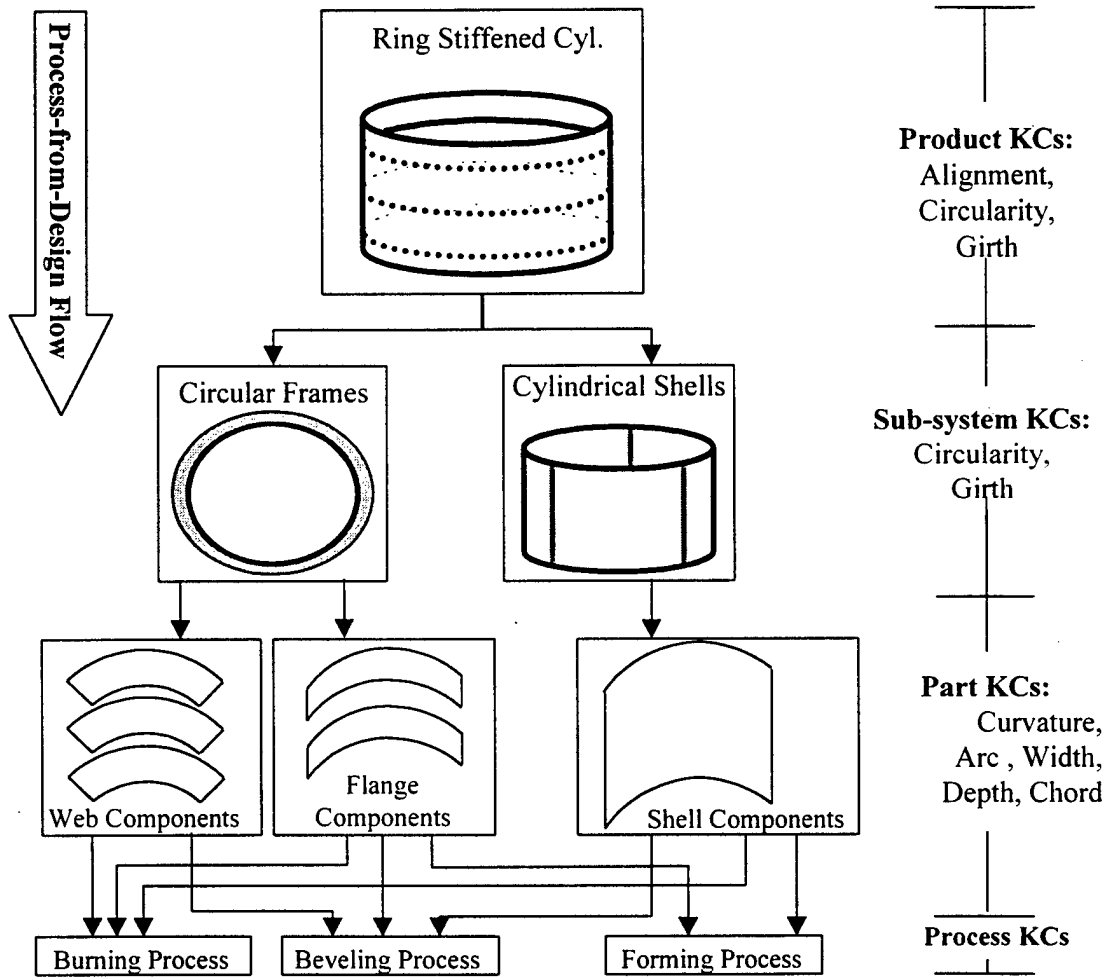 Process-from-Design Flow
Ring Stiffened Cyl.
Product KCs:
Alignment,
Circularity,
Girth
Circular Frames
Cylindrical Shells
Sub-system KCs:
Circularity,
Girth
Web Components
Flange
Components
Shell Components
Part KCs:
Curvature,
Arc , Width,
Depth, Chord
Burning Process
Beveling Process
Forming Process
Process KCs